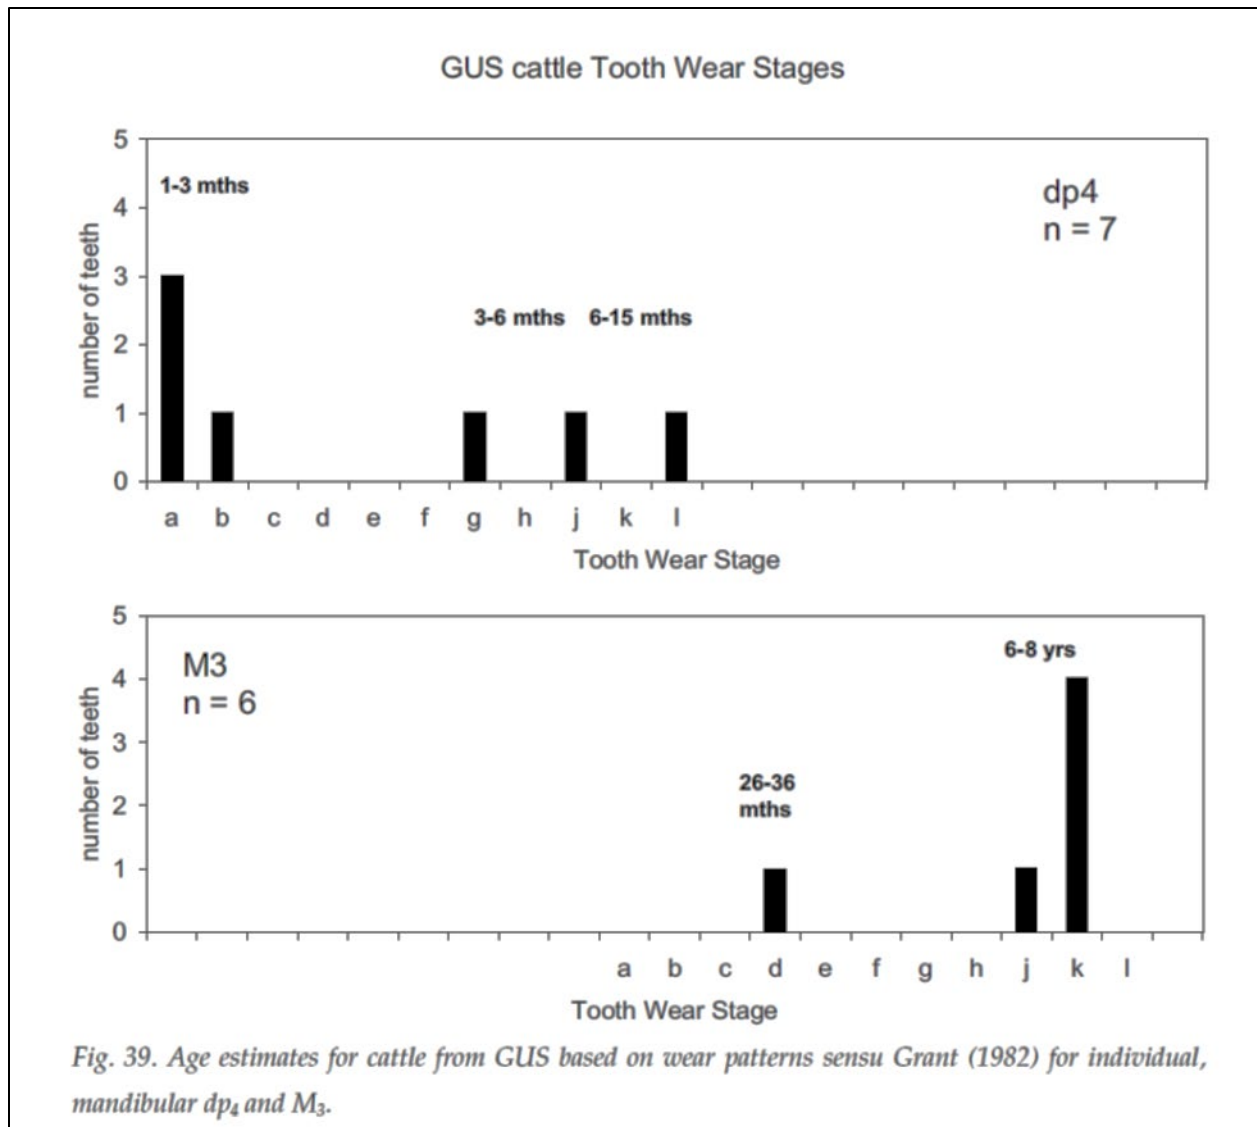 GUS cattle Tooth Wear Stages
5
4
3
2
1
0
number of teeth
1-3 mths
3-6 mths 6-15 mths
dp4
n = 7
a b c d e f g h j k l
Tooth Wear Stage
5
4
3
2
1
0
number of teeth
M3
n = 6
26-36
mths
6-8 yrs
a b c d e f g h j k l
Tooth Wear Stage
Fig. 39. Age estimates for cattle from GUS based on wear patterns sensu Grant (1982) for individual,
mandibular dp₄ and M₃.